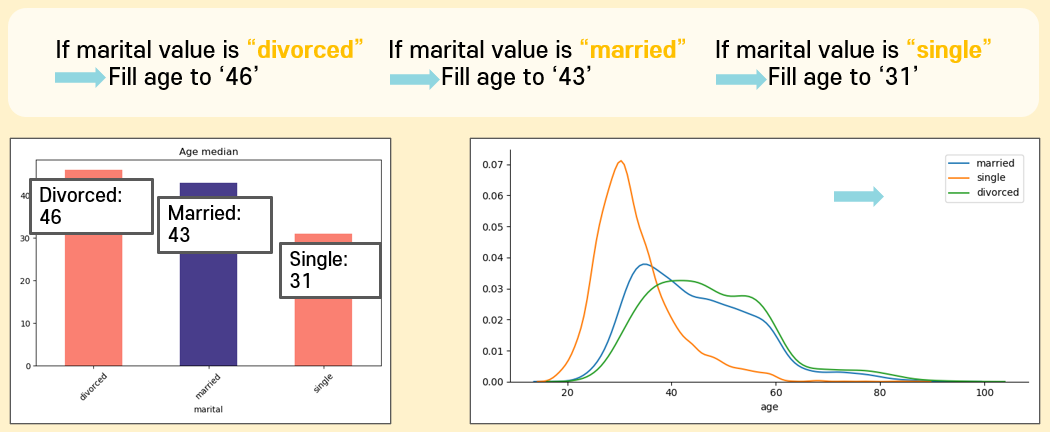 If marital value is “divorced”
Fill age to ‘46’
If marital value is “married”
Fill age to ‘43’
If marital value is “single”
Fill age to ‘31’
Age median
40
30
20
10
0
Divorced:
46
Married:
43
Single:
31
divorced
married
single
marital
0.07
0.06
0.05
0.04
0.03
0.02
0.01
0.00
20
40
60
80
100
age
married
single
divorced